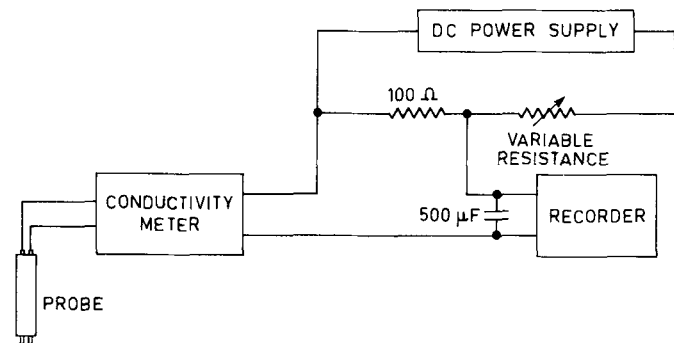 DC POWER SUPPLY
100 Ω
VARIABLE
RESISTANCE
CONDUCTIVITY
METER
500 µF
RECORDER
PROBE